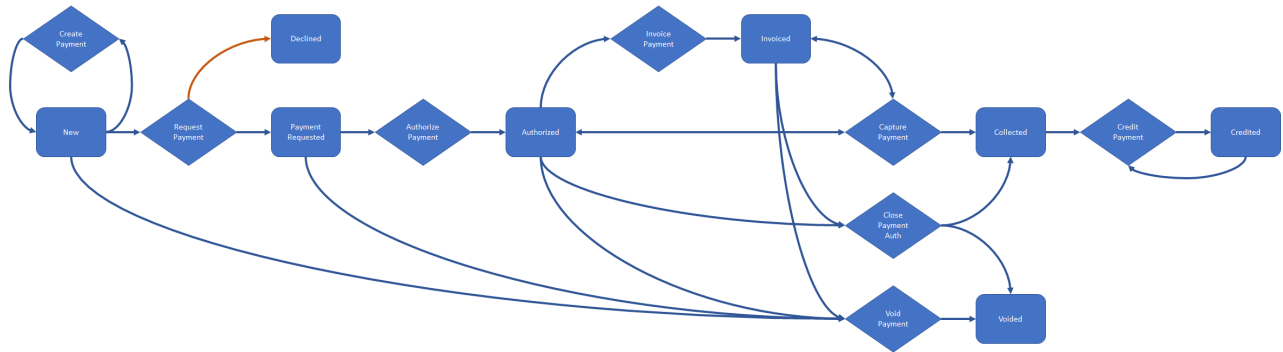 Create
Payment
Declined
Invoice
Payment
Invoiced
New
Request
Payment
Payment
Requested
Authorize
Payment
Authorized
Capture
Payment
Collected
Credit
Payment
Credited
Close
Payment
Auth
Void
Payment
Voided